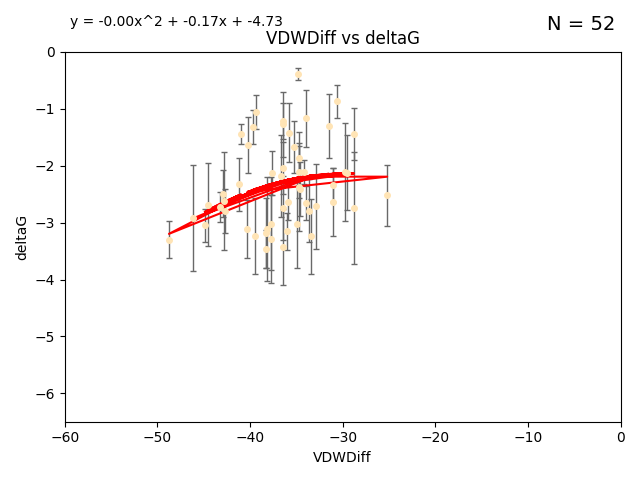 y = -0.00x^2 + -0.17x + -4.73
N = 52
VDWDiff vs deltaG
0
−1
−2
−3
−4
−5
−6
deltaG
−60
−50
−40
−30
−20
−10
0
VDWDiff